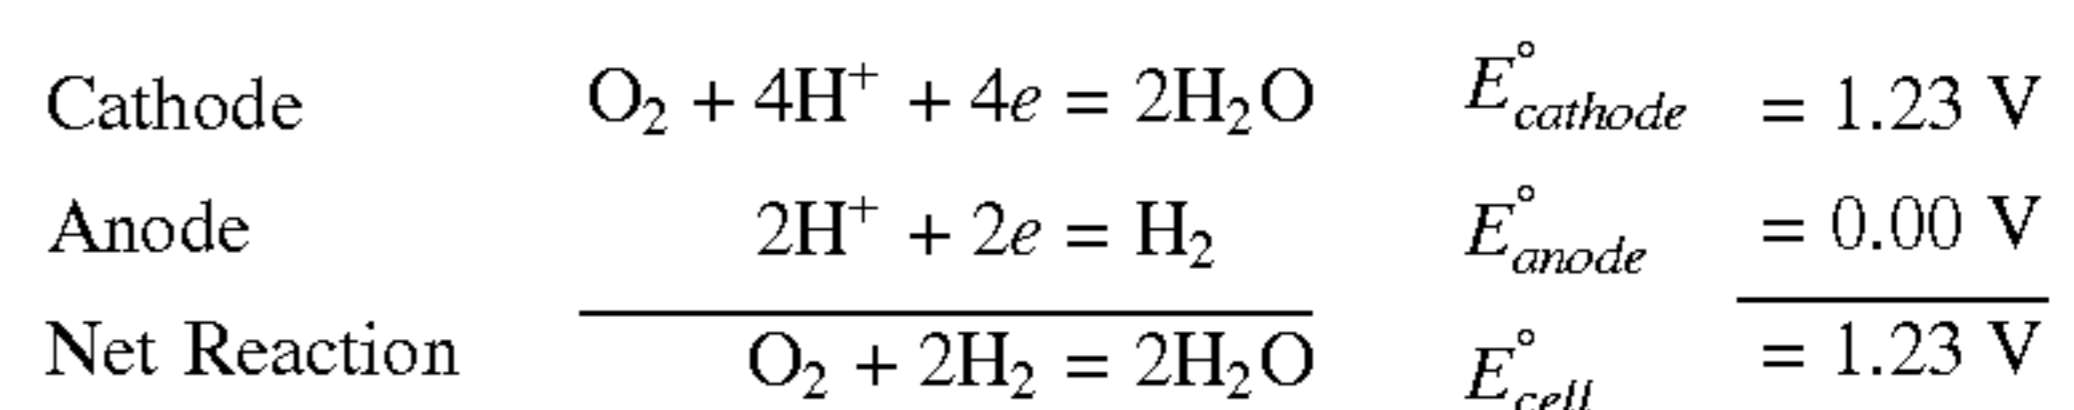 Cathode O₂ + 4H⁺ + 4e = 2H₂O E°cathode = 1.23 V
Anode 2H⁺ + 2e = H₂ E°anode = 0.00 V
Net Reaction O₂ + 2H₂ = 2H₂O E°cell = 1.23 V